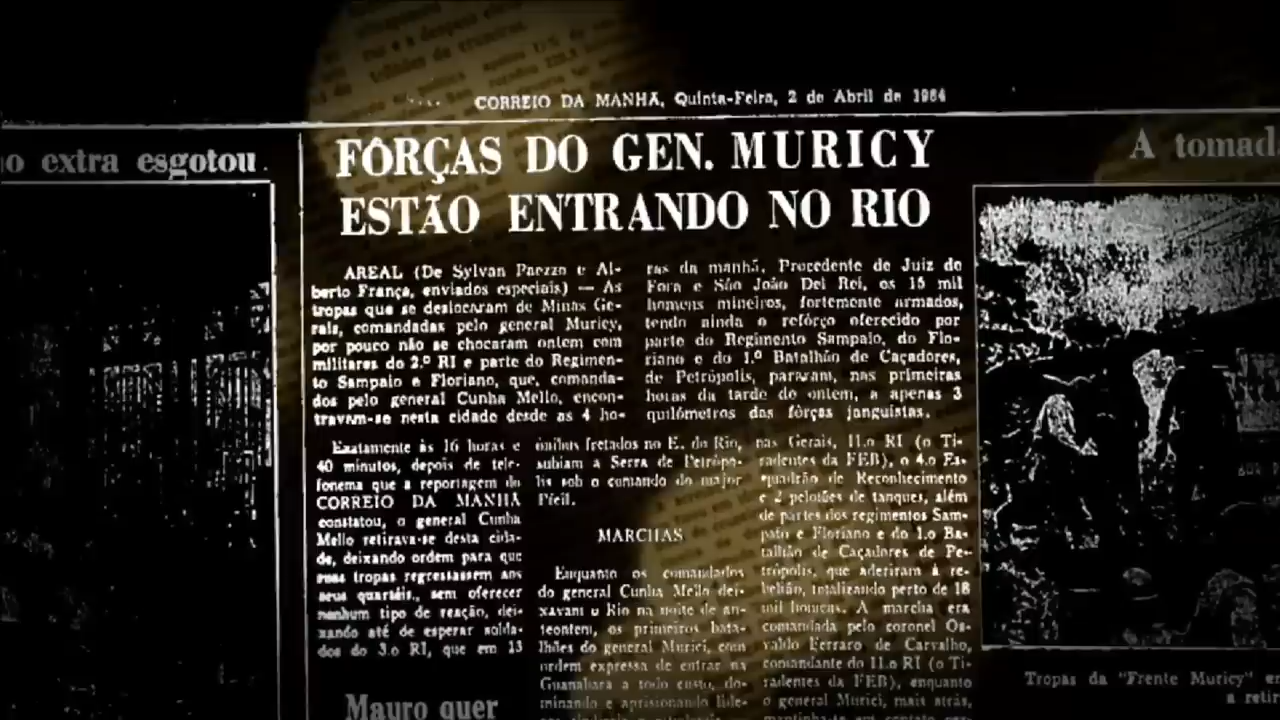 CORREIO DA MANHÃ, Quinta-Feira, 2 de Abril de 1964
o extra esgotou
FÔRÇAS DO GEN. MURICY
ESTÃO ENTRANDO NO RIO
A tomad
AREAL (De Sylvan Paezzo e Al-
berto França, enviados especiais) — As
tropas que se deslocaram de Minas Ge-
rais, comandadas pelo general Muricy,
por pouco não se chocaram ontem com
militares do 2.º RI e parte do Regimen-
to Sampaio e Floriano, que, comanda-
dos pelo general Cunha Mello, encon-
travam-se nesta cidade desde as 4 ho-
ras da manhã. Procedente de Juiz de
Fora e São João Del Rei, os 15 mil
homens mineiros, fortemente armados,
tendo ainda o refôrço oferecido por
parte do Regimento Sampaio, do Flo-
riano e do 1.º Batalhão de Caçadores,
de Petrópolis, pararam, nas primeiras
horas da tarde de ontem, a apenas 3
quilômetros das fôrças janguistas.
Exatamente às 16 horas e
40 minutos, depois de tele-
fonema que a reportagem do
CORREIO DA MANHÃ
constatou, o general Cunha
Mello retirava-se desta cida-
de, deixando ordem para que
suas tropas regressassem aos
seus quartéis, sem oferecer
nenhum tipo de reação, dei-
xando até de esperar solda-
dos do 3.o RI, que em 13
ônibus fretados no E. do Rio,
subiam a Serra de Petrópo-
lis sob o comando do major
MARCHAS
Enquanto os comandados
do general Cunha Mello dei-
xavam o Rio na noite de an-
teontem, os primeiros bata-
lhões do general Murici, com
ordem expressa de entrar na
Guanabara a todo custo, do-
minando e aprisionando líde-
nas Gerais, 11.o RI (o Ti-
radentes da FEB), o 4.o Es-
quadrão de Reconhecimento
e 2 pelotões de tanques, além
de partes dos regimentos Sam-
paio e Floriano e do 1.o Ba-
talhão de Caçadores de Pe-
trópolis, que aderiram à re-
belião, totalizando perto de 18
mil homens. A marcha era
comandada pelo coronel Os-
valdo Ferraro de Carvalho,
comandante do 11.o RI (o Ti-
radentes da FEB), enquanto
o general Murici, mais atrás,
Mauro quer
Tropas da "Frente Muricy" e
a retir